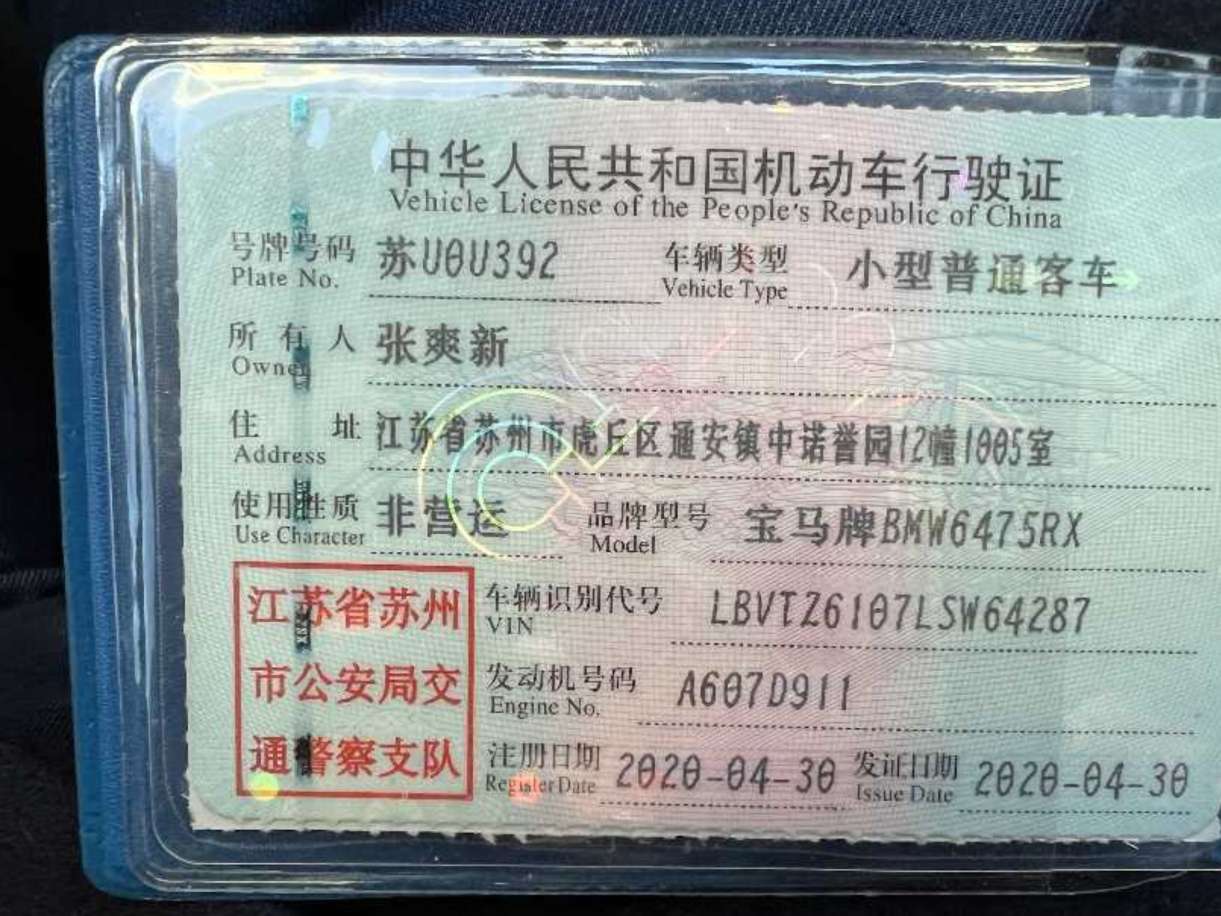 中华人民共和国机动车行驶证
Vehicle License of the People's Republic of China
号牌号码 苏U0U392 车辆类型 小型普通客车
Plate No. Vehicle Type
所有人 张爽新
Owner
住址 江苏省苏州市虎丘区通安镇中诺誉园12幢1005室
Address
使用性质 非营运 品牌型号 宝马牌BMW6475RX
Use Character Model
江苏省苏州
市公安局交
通警察支队
车辆识别代号 LBVTZ6107LSW64287
VIN
发动机号码 A607D911
Engine No.
注册日期 2020-04-30 发证日期 2020-04-30
Register Date Issue Date